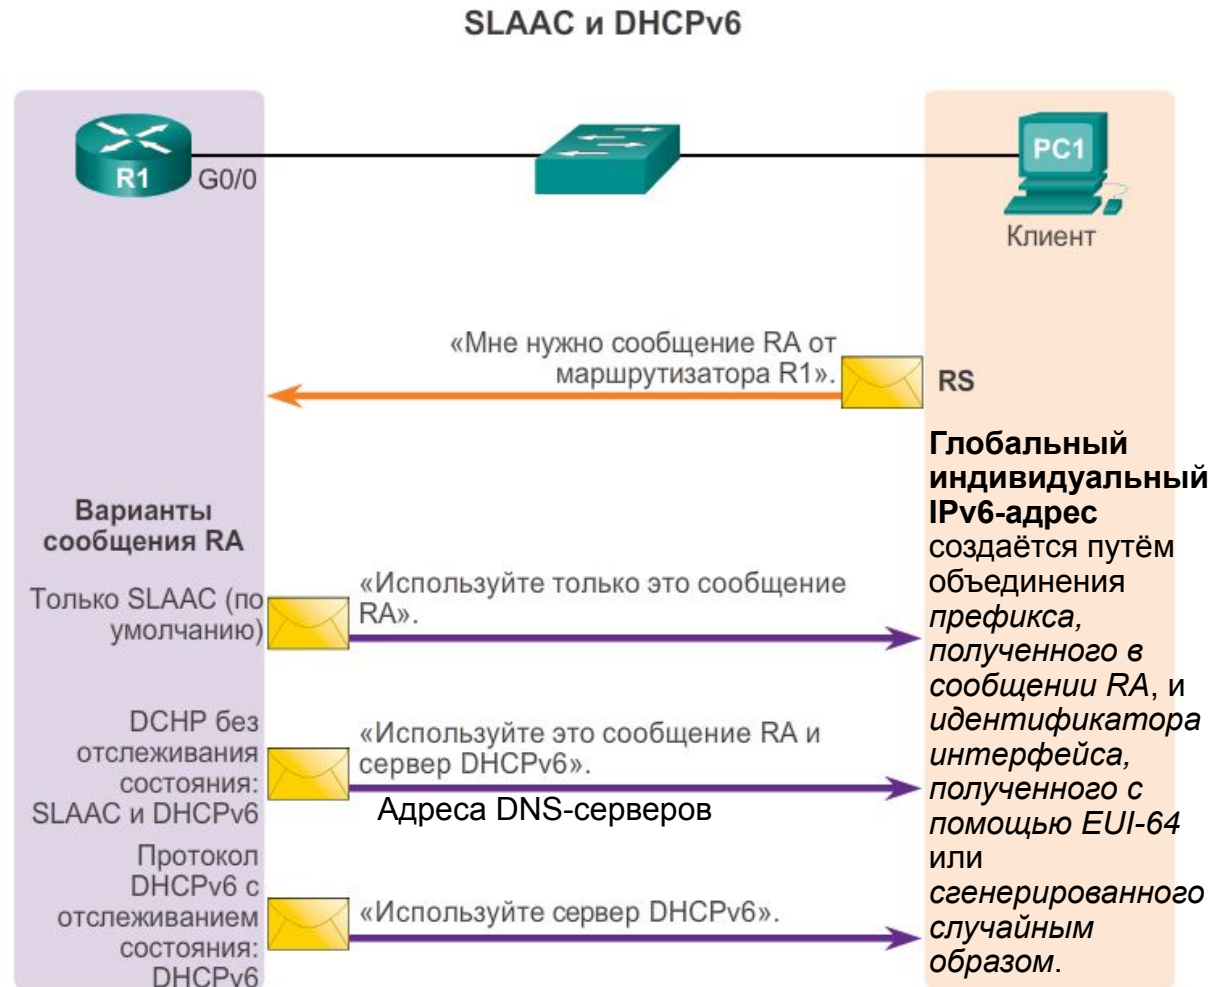 SLAAC и DHCPv6
R1
G0/0
PC1
Клиент
«Мне нужно сообщение RA от
маршрутизатора R1».
RS
Глобальный
индивидуальный
IPv6-адрес
создаётся путём
объединения
префикса,
полученного в
сообщении RA, и
идентификатора
интерфейса,
полученного с
помощью EUI-64
или
сгенерированного
случайным
образом.
Варианты
сообщения RA
Только SLAAC (по
умолчанию)
«Используйте только это сообщение
RA».
DCHP без
отслеживания
состояния:
SLAAC и DHCPv6
«Используйте это сообщение RA и
сервер DHCPv6».
Адреса DNS-серверов
Протокол
DHCPv6 с
отслеживанием
состояния:
DHCPv6
«Используйте сервер DHCPv6».